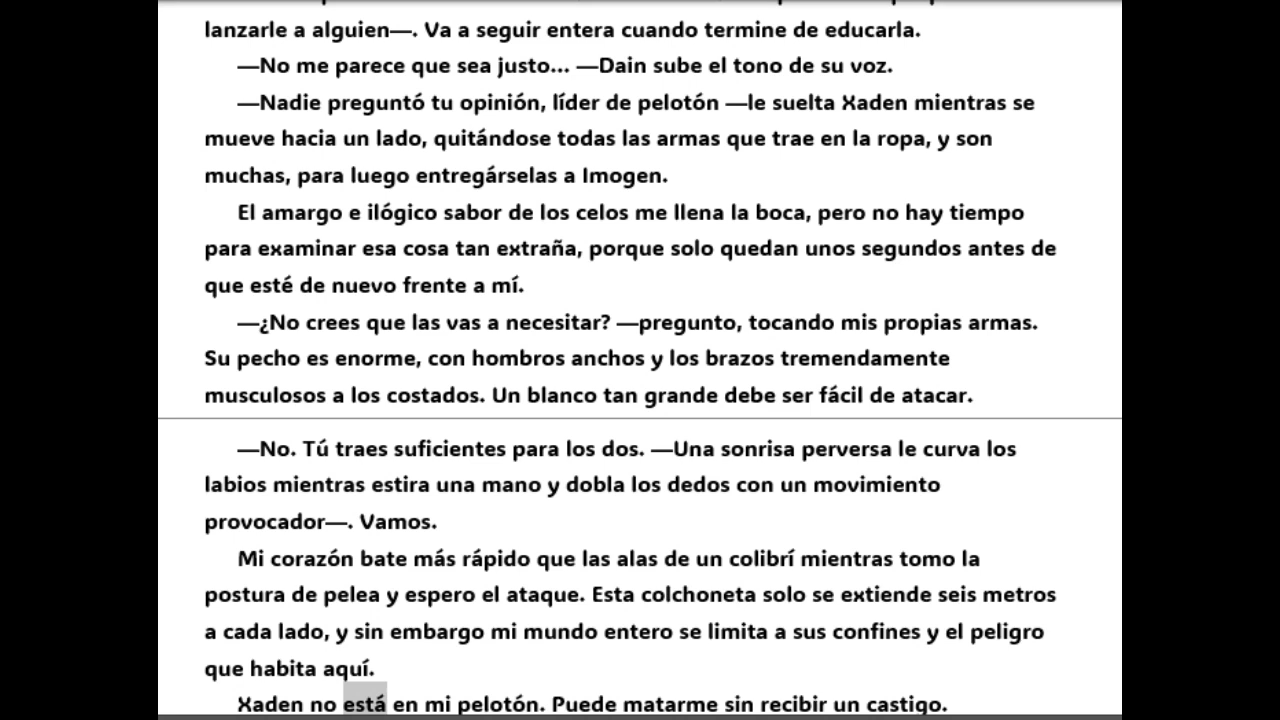 lanzarle a alguien—. Va a seguir entera cuando termine de educarla.
—No me parece que sea justo... —Dain sube el tono de su voz.
—Nadie preguntó tu opinión, líder de pelotón —le suelta Xaden mientras se
mueve hacia un lado, quitándose todas las armas que trae en la ropa, y son
muchas, para luego entregárselas a Imogen.
El amargo e ilógico sabor de los celos me llena la boca, pero no hay tiempo
para examinar esa cosa tan extraña, porque solo quedan unos segundos antes de
que esté de nuevo frente a mí.
—¿No crees que las vas a necesitar? —pregunto, tocando mis propias armas.
Su pecho es enorme, con hombros anchos y los brazos tremendamente
musculosos a los costados. Un blanco tan grande debe ser fácil de atacar.
—No. Tú traes suficientes para los dos. —Una sonrisa perversa le curva los
labios mientras estira una mano y dobla los dedos con un movimiento
provocador—. Vamos.
Mi corazón bate más rápido que las alas de un colibrí mientras tomo la
postura de pelea y espero el ataque. Esta colchoneta solo se extiende seis metros
a cada lado, y sin embargo mi mundo entero se limita a sus confines y el peligro
que habita aquí.
Xaden no está en mi pelotón. Puede matarme sin recibir un castigo.